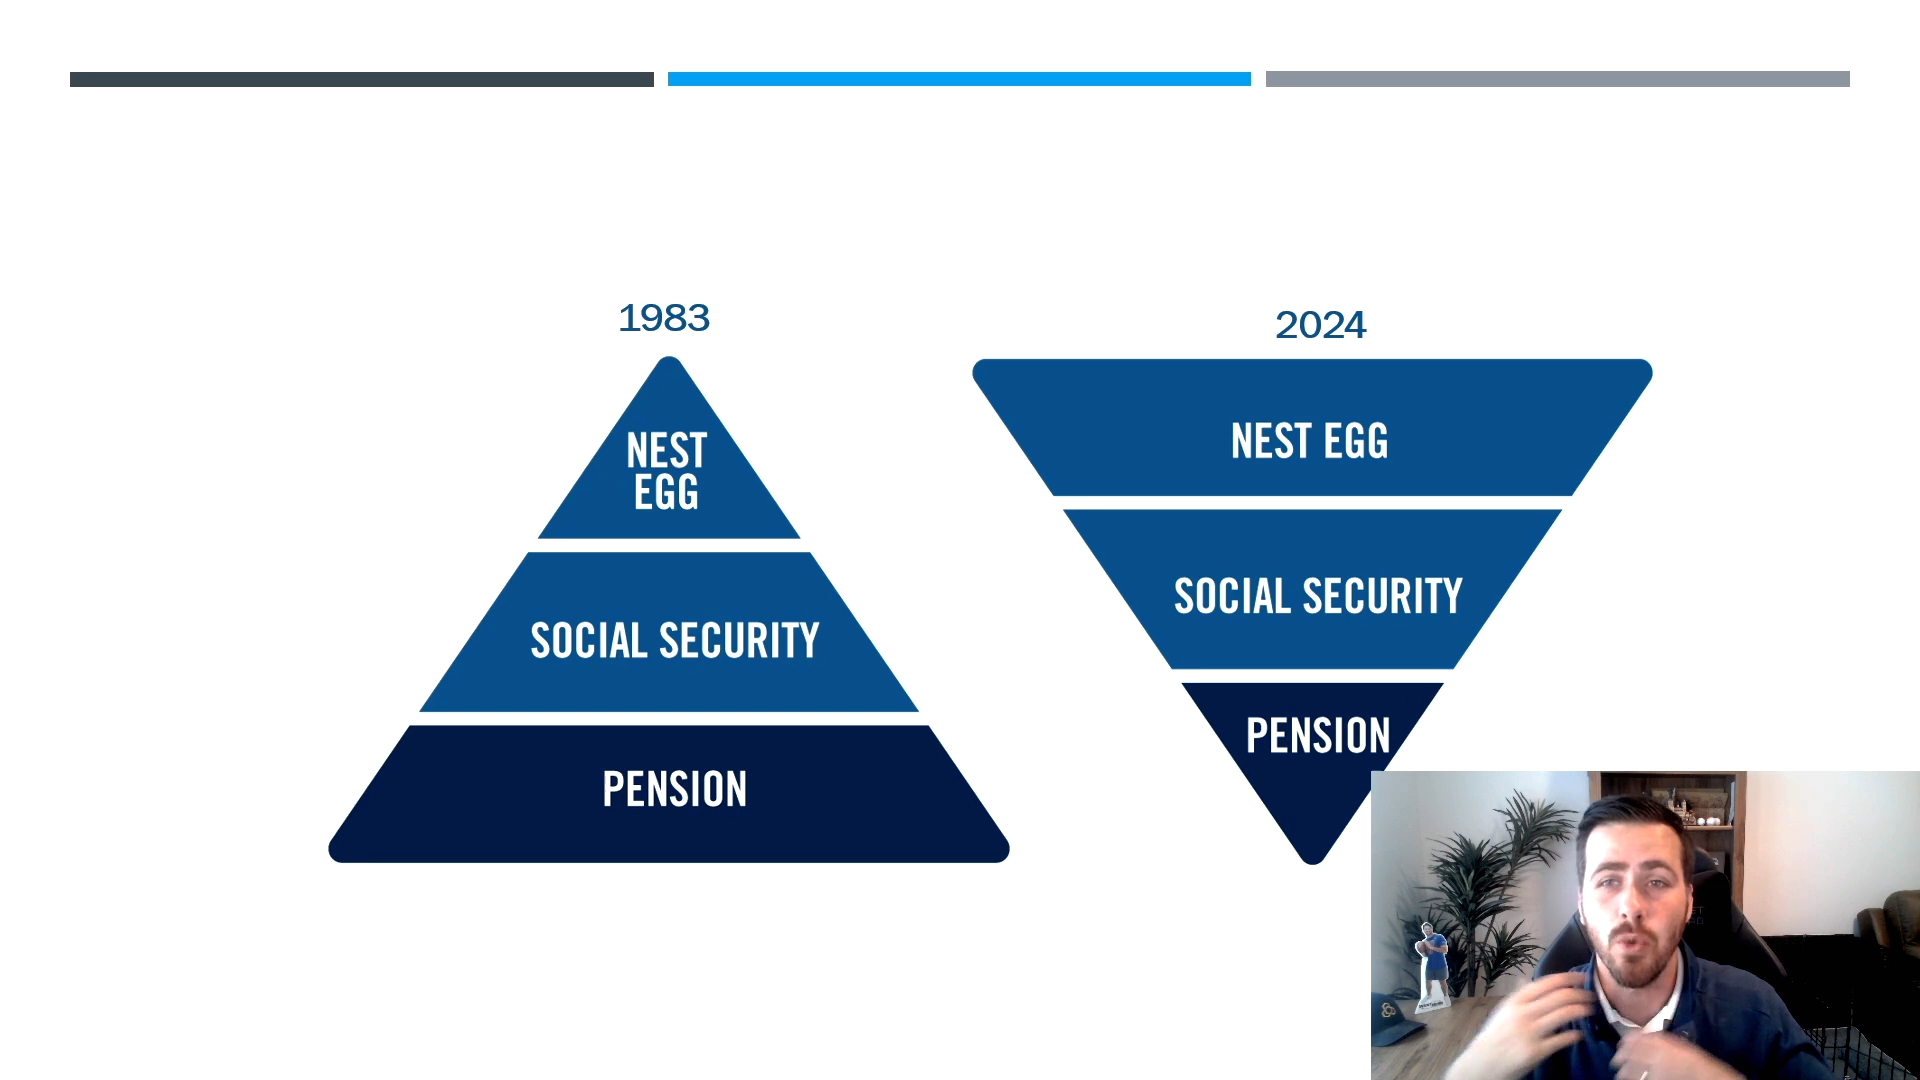 1983
NEST
EGG
SOCIAL SECURITY
PENSION
2024
NEST EGG
SOCIAL SECURITY
PENSION